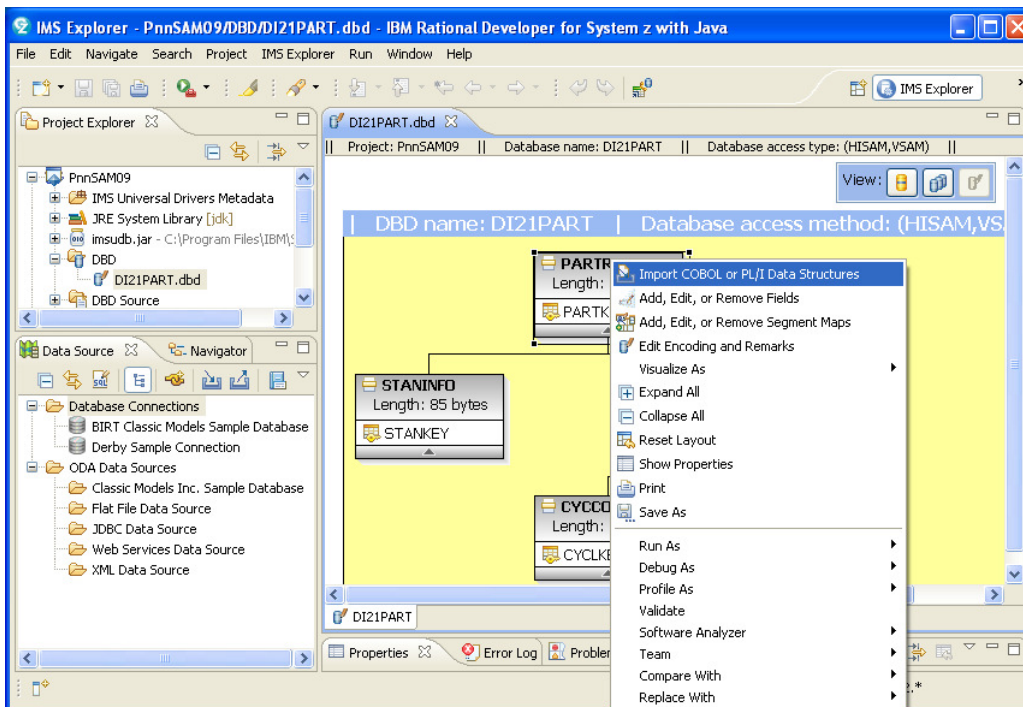 IMS Explorer - PnnSAM09/DBD/DI21PART.dbd - IBM Rational Developer for System z with Java
File Edit Navigate Search Project IMS Explorer Run Window Help
IMS Explorer
Project Explorer
DI21PART.dbd
|| Project: PnnSAM09 || Database name: DI21PART || Database access type: (HISAM,VSAM) ||
View:
PnnSAM09
IMS Universal Drivers Metadata
JRE System Library [jdk]
imsudb.jar - C:\Program Files\IBM\
DBD
DI21PART.dbd
DBD Source
| DBD name: DI21PART | Database access method: (HISAM,VS
PARTR
Length:
PARTK
STANINFO
Length: 85 bytes
STANKEY
CYCCO
Length:
CYCLKE
DI21PART
Import COBOL or PL/I Data Structures
Add, Edit, or Remove Fields
Add, Edit, or Remove Segment Maps
Edit Encoding and Remarks
Visualize As
Expand All
Collapse All
Reset Layout
Show Properties
Print
Save As
Run As
Debug As
Profile As
Validate
Software Analyzer
Team
Compare With
Replace With
Data Source
Navigator
Database Connections
BIRT Classic Models Sample Database
Derby Sample Connection
ODA Data Sources
Classic Models Inc. Sample Database
Flat File Data Source
JDBC Data Source
Web Services Data Source
XML Data Source
Properties
Error Log
Problem
.*